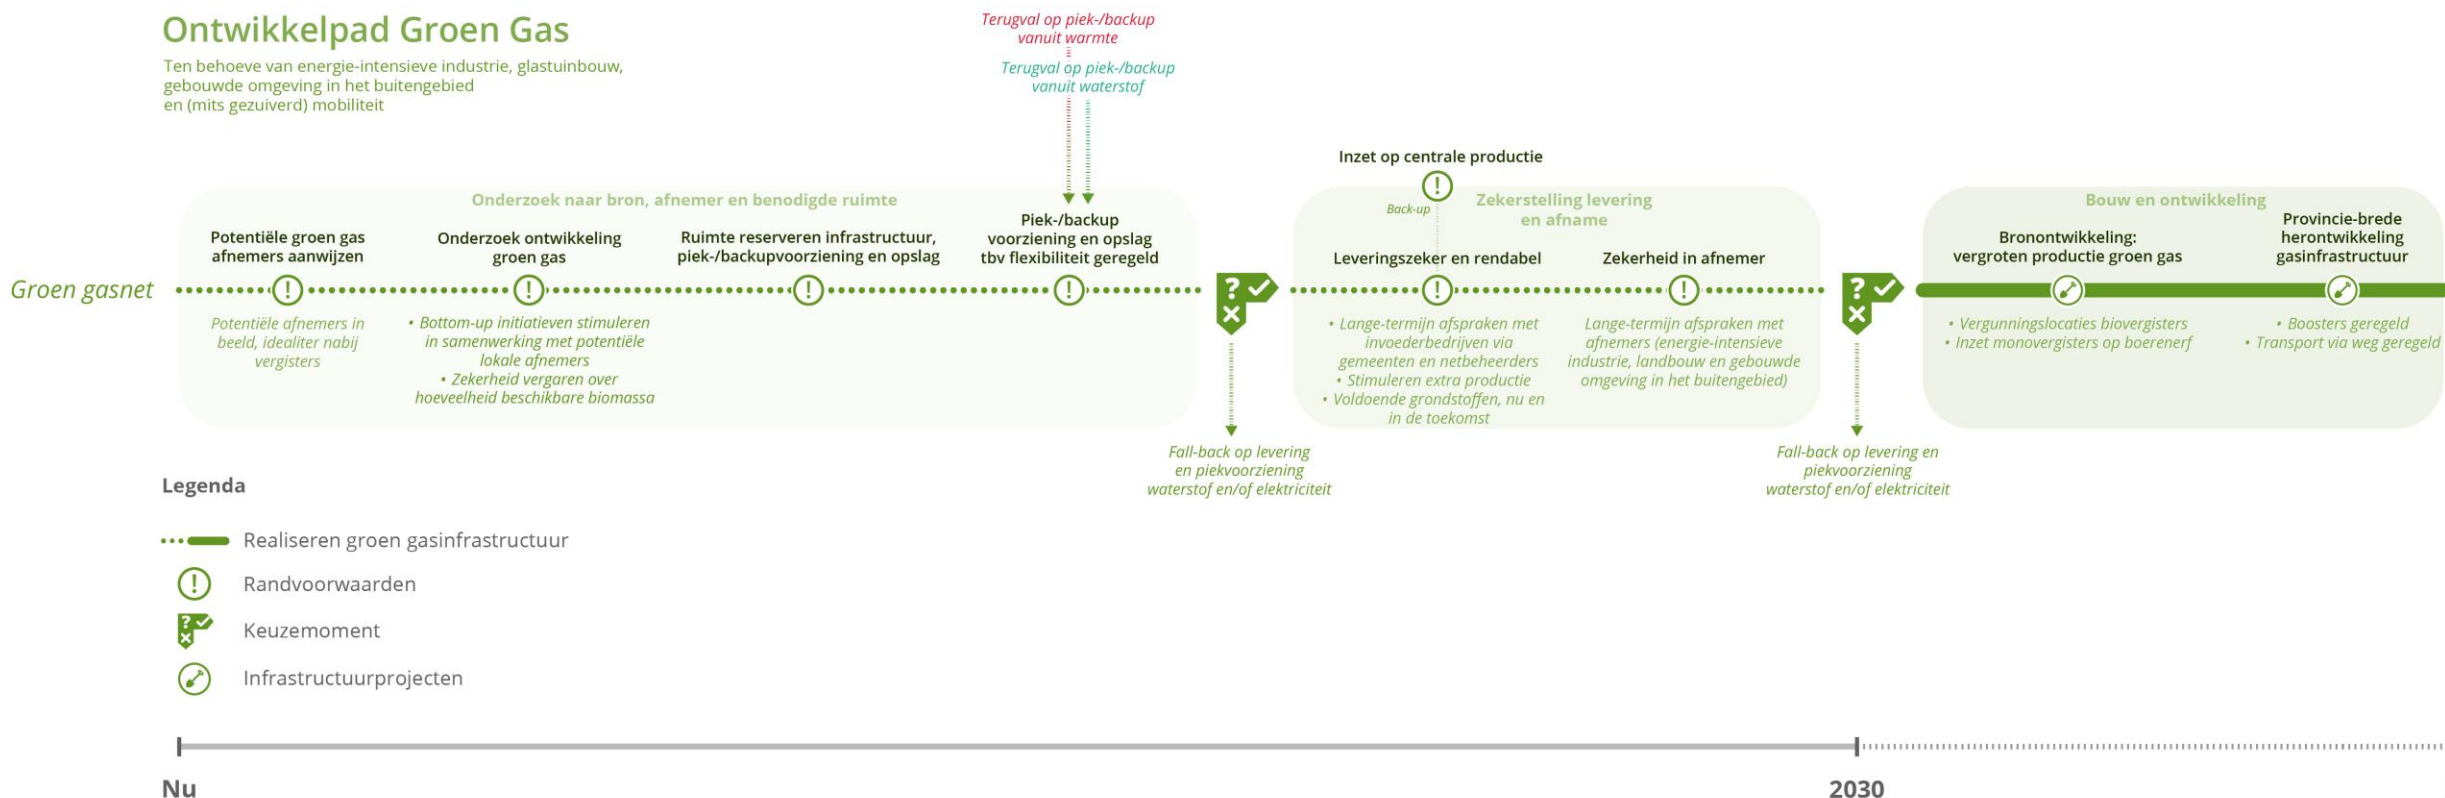 Ontwikkelpad Groen Gas
Ten behoeve van energie-intensieve industrie, glastuinbouw,
gebouwde omgeving in het buitengebied
en (mits gezuiverd) mobiliteit
Terugval op piek-/backup
vanuit warmte
Terugval op piek-/backup
vanuit waterstof
Groen gasnet
Onderzoek naar bron, afnemer en benodigde ruimte
Potentiële groen gas
afnemers aanwijzen
Potentiële afnemers in
beeld, idealiter nabij
vergisters
Onderzoek ontwikkeling
groen gas
• Bottom-up initiatieven stimuleren
in samenwerking met potentiële
lokale afnemers
• Zekerheid vergaren over
hoeveelheid beschikbare biomassa
Ruimte reserveren infrastructuur,
piek-/backupvoorziening en opslag
Piek-/backup
voorziening en opslag
tbv flexibiliteit geregeld
Fall-back op levering
en piekvoorziening
waterstof en/of elektriciteit
Inzet op centrale productie
Back-up
Zekerstelling levering
en afname
Leveringszeker en rendabel
• Lange-termijn afspraken met
invoederbedrijven via
gemeenten en netbeheerders
• Stimuleren extra productie
• Voldoende grondstoffen, nu en
in de toekomst
Zekerheid in afnemer
Lange-termijn afspraken met
afnemers (energie-intensieve
industrie, landbouw en gebouwde
omgeving in het buitengebied)
Fall-back op levering en
piekvoorziening
waterstof en/of elektriciteit
Bouw en ontwikkeling
Bronontwikkeling:
vergroten productie groen gas
• Vergunningslocaties biovergisters
• Inzet monovergisters op boerenerf
Provincie-brede
herontwikkeling
gasinfrastructuur
• Boosters geregeld
• Transport via weg geregeld
Legenda
Realiseren groen gasinfrastructuur
Randvoorwaarden
Keuzemoment
Infrastructuurprojecten
Nu
2030